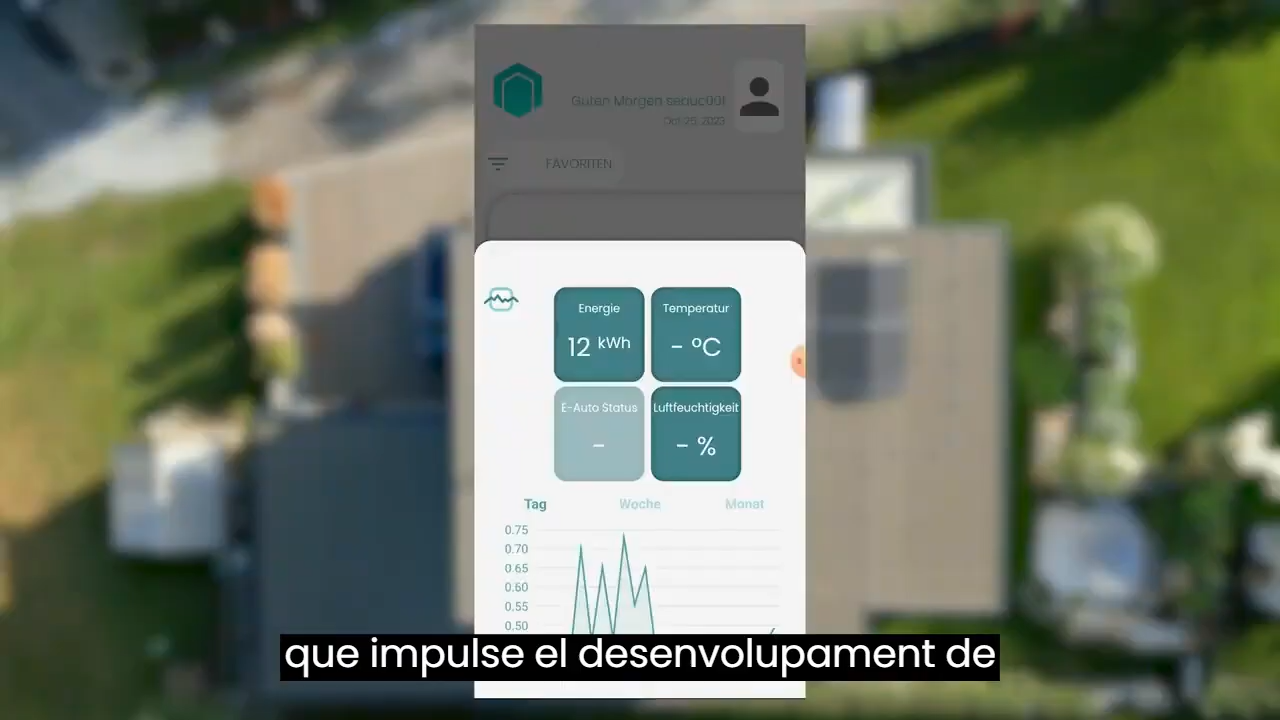 Guten Morgen seauc001
Oct 25, 2023
FAVORITEN
Energie
12 kWh
Temperatur
- °C
E-Auto Status
-
Luftfeuchtigkeit
- %
Tag
Woche
Monat
0.75
0.70
0.65
0.60
0.55
0.50
que impulse el desenvolupament de